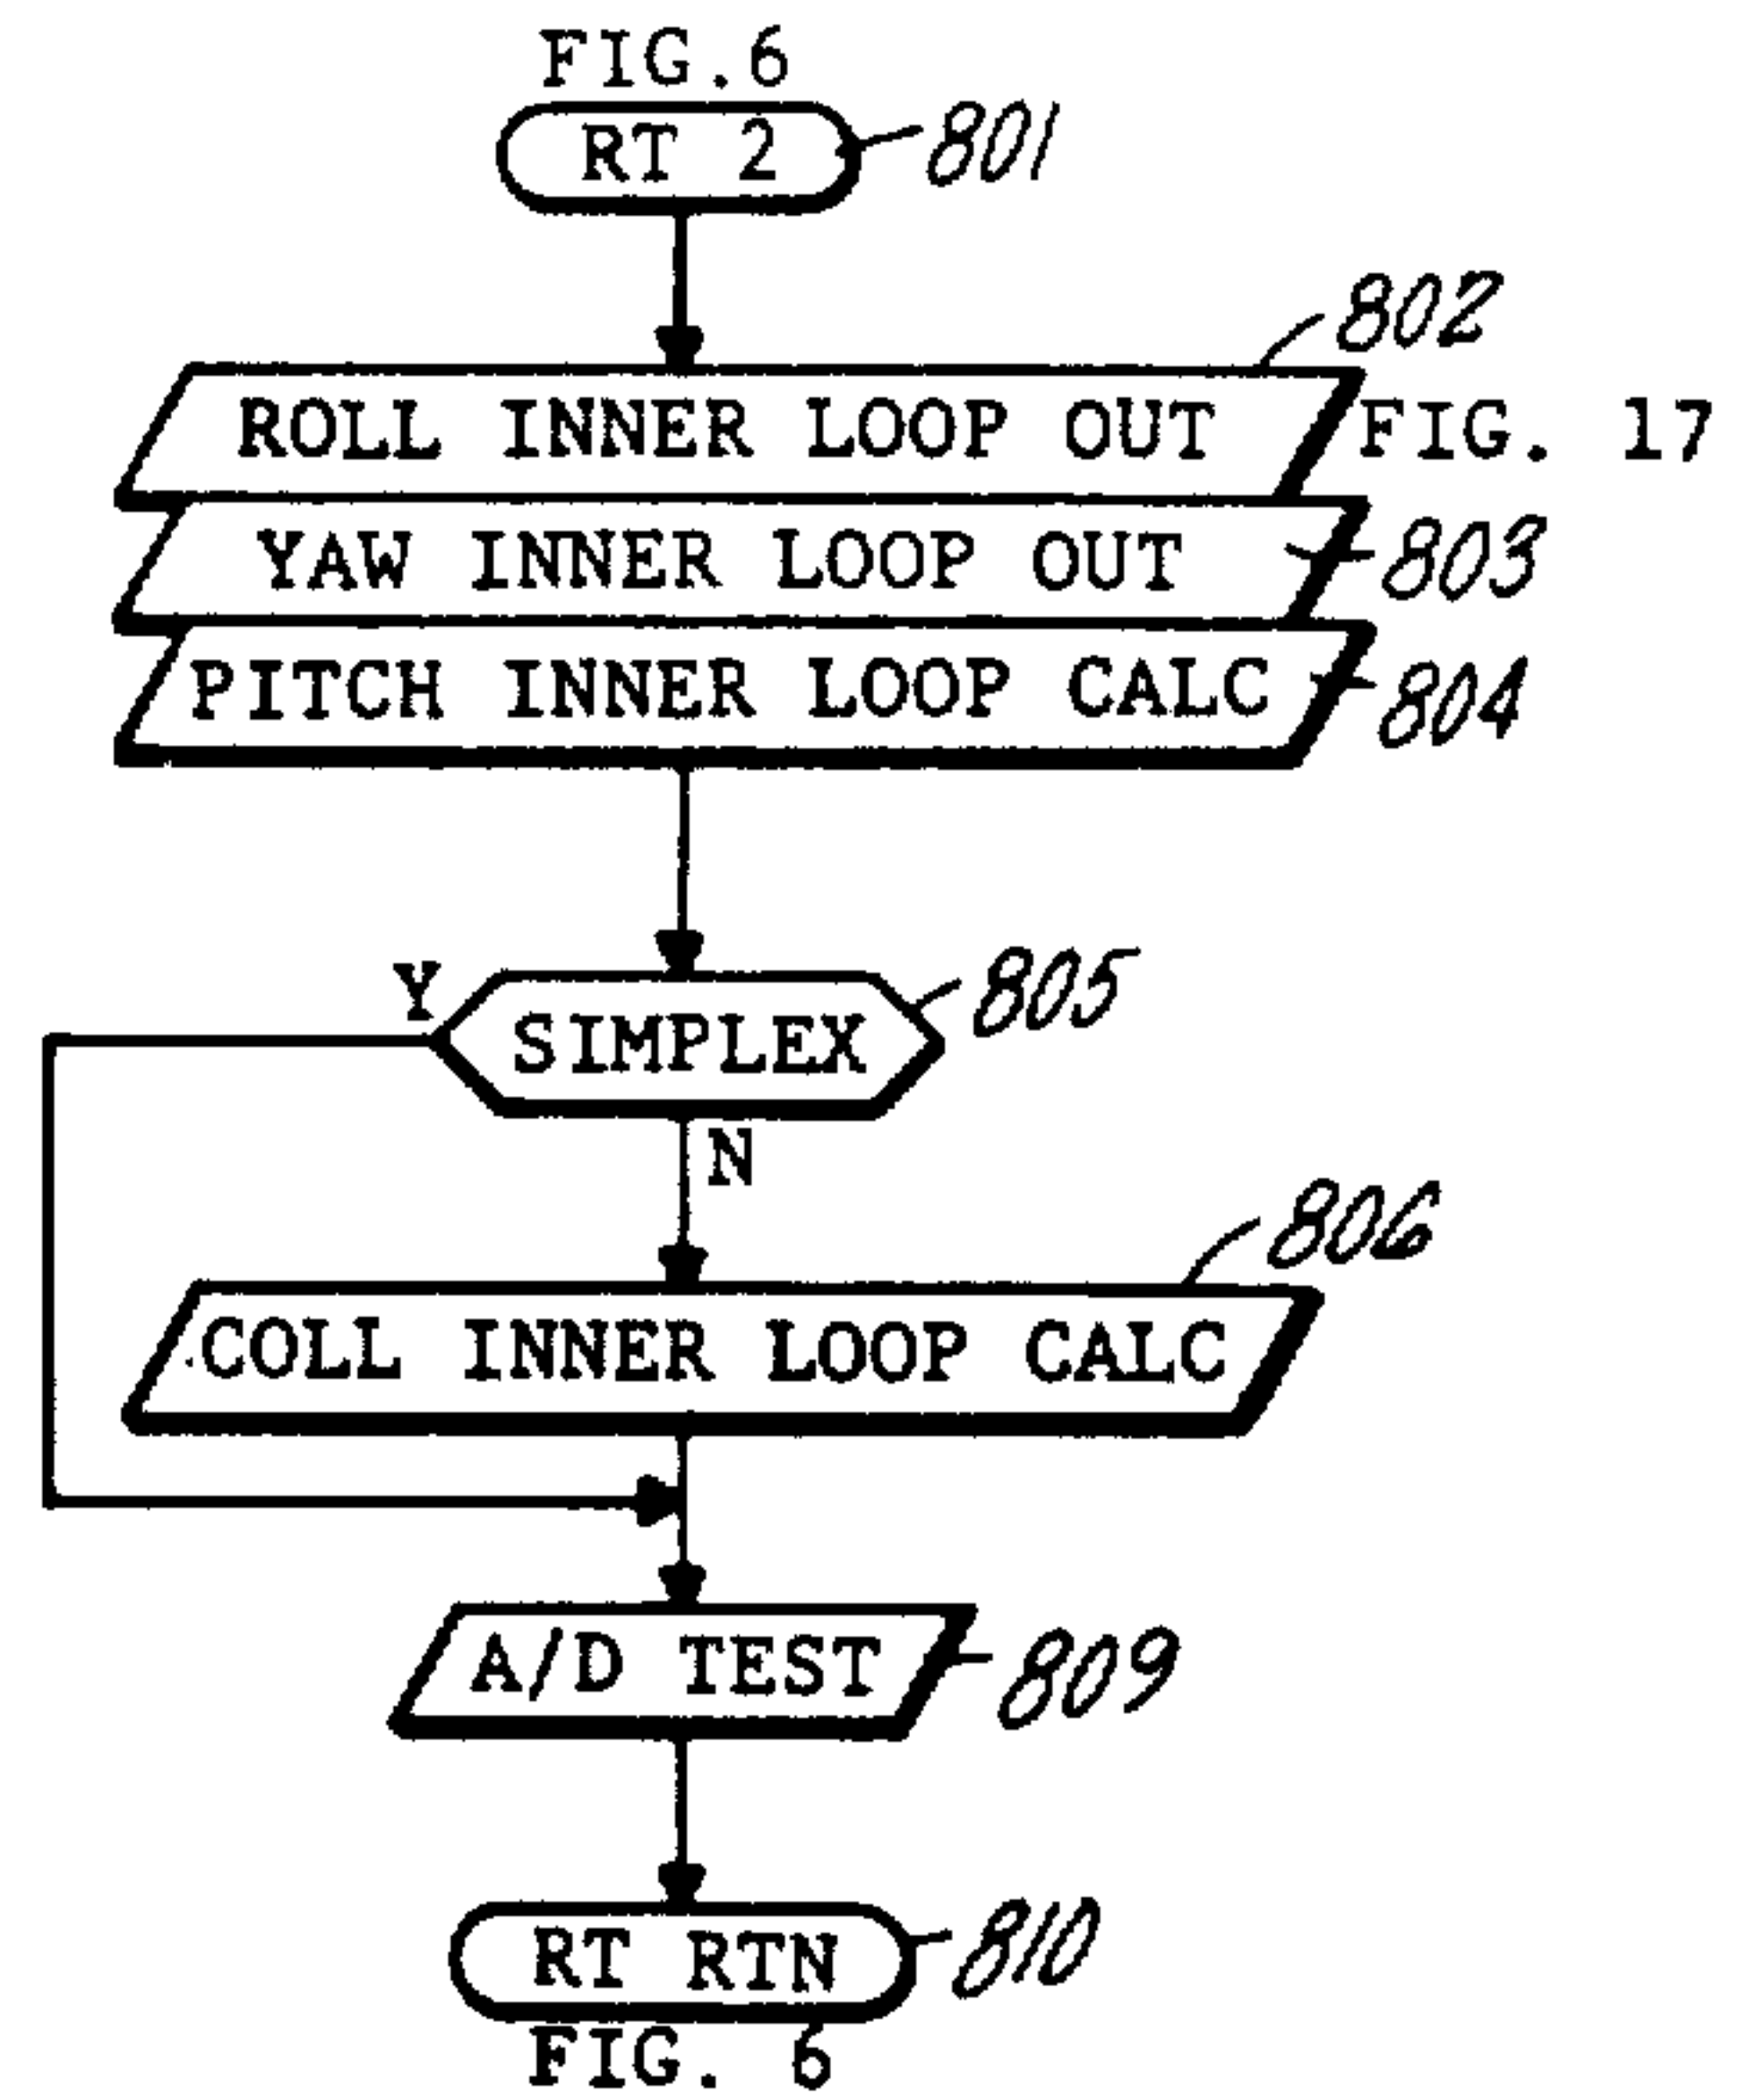 FIG.6
RT 2 801
802
ROLL INNER LOOP OUT FIG. 17
YAW INNER LOOP OUT 803
PITCH INNER LOOP CALC 804
Y SIMPLEX 805
N
806
COLL INNER LOOP CALC
A/D TEST 809
RT RTN 810
FIG. 6